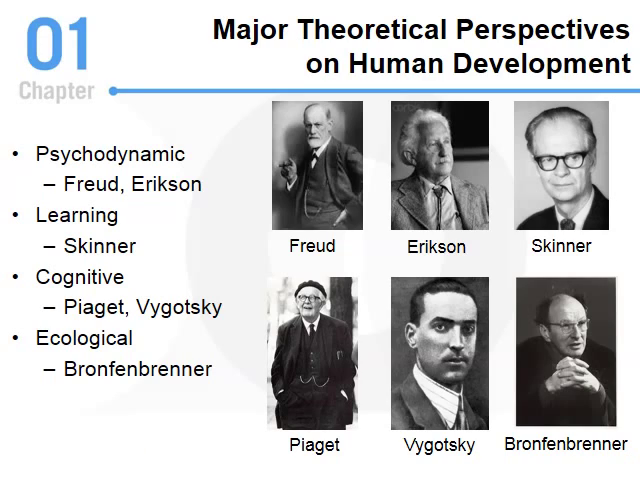 01
Chapter
Major Theoretical Perspectives
on Human Development
• Psychodynamic
– Freud, Erikson
• Learning
– Skinner
• Cognitive
– Piaget, Vygotsky
• Ecological
– Bronfenbrenner
Freud
Erikson
Skinner
Piaget
Vygotsky
Bronfenbrenner